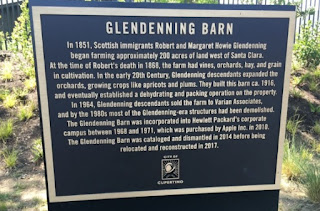 GLENDENNING BARN
In 1851, Scottish immigrants Robert and Margaret Howie Glendenning
began farming approximately 200 acres of land west of Santa Clara.
At the time of Robert's death in 1888, the farm had vines, orchards, hay, and grain
in cultivation. In the early 20th Century, Glendenning descendants expanded the
orchards, growing crops like apricots and plums. They built this barn ca. 1916,
and eventually established a dehydrating and packing operation on the property.
In 1964, Glendenning descendants sold the farm to Varian Associates,
and by the 1980s most of the Glendenning-era structures had been demolished.
The Glendenning Barn was incorporated into Hewlett Packard's corporate
campus between 1968 and 1971, which was purchased by Apple Inc. in 2010.
The Glendenning Barn was cataloged and dismantled in 2014 before being
relocated and reconstructed in 2017.
CITY OF
CUPERTINO